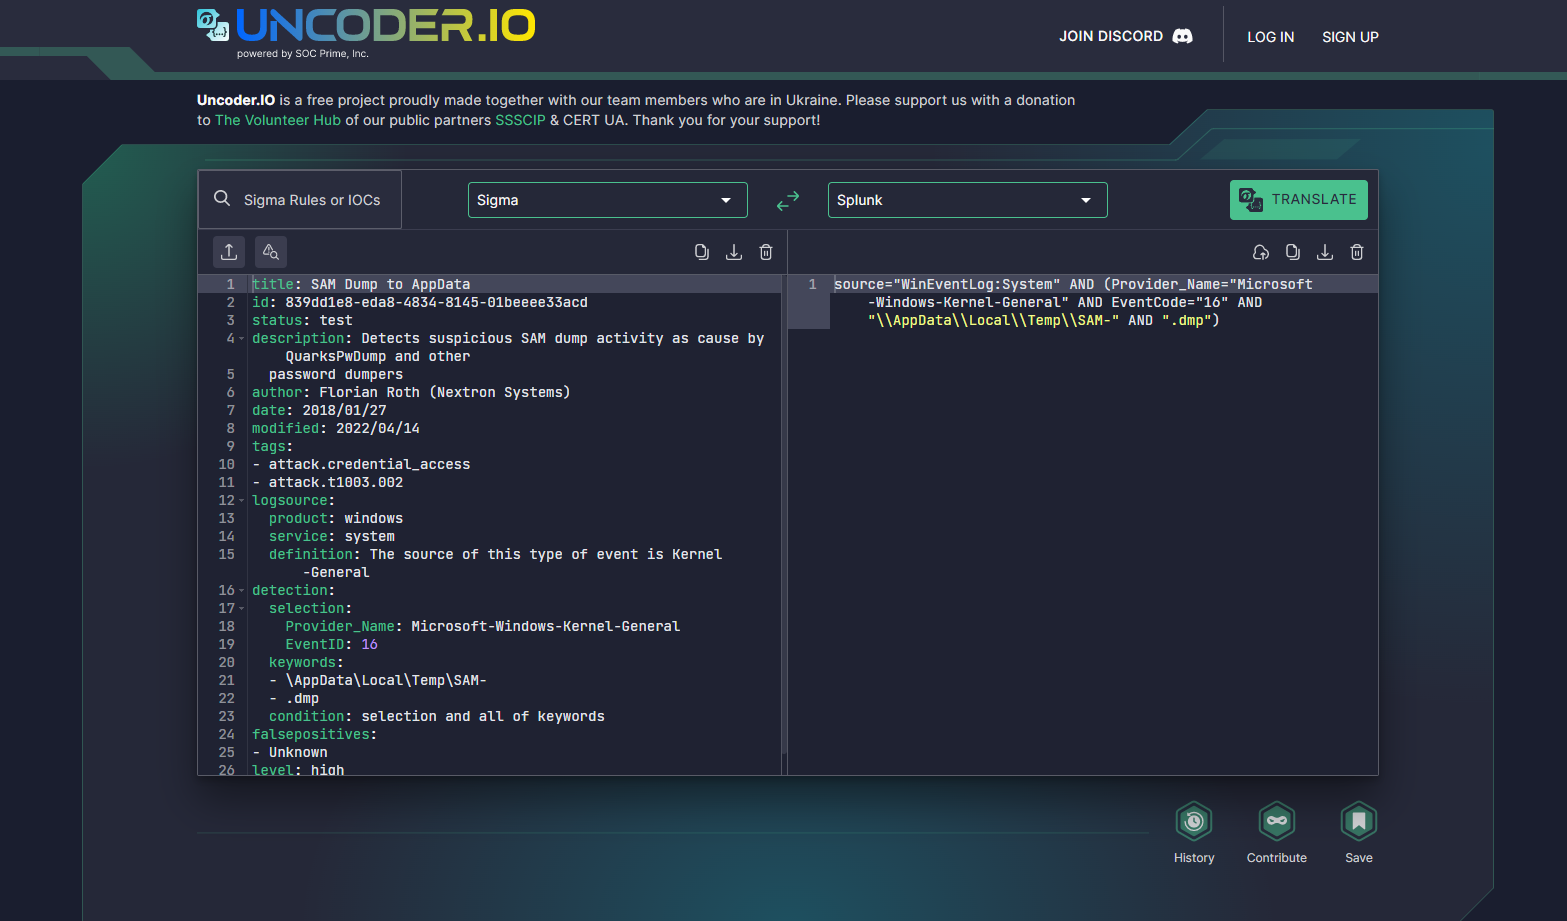 UNCODER.IO
powered by SOC Prime, Inc.
JOIN DISCORD
LOG IN
SIGN UP
Uncoder.IO is a free project proudly made together with our team members who are in Ukraine. Please support us with a donation
to The Volunteer Hub of our public partners SSSCIP & CERT UA. Thank you for your support!
Sigma Rules or IOCs
Sigma
Splunk
TRANSLATE
1 title: SAM Dump to AppData
2 id: 839dd1e8-eda8-4834-8145-01beeee33acd
3 status: test
4 description: Detects suspicious SAM dump activity as cause by
QuarksPwDump and other
5 password dumpers
6 author: Florian Roth (Nextron Systems)
7 date: 2018/01/27
8 modified: 2022/04/14
9 tags:
10 - attack.credential_access
11 - attack.t1003.002
12 logsource:
13 product: windows
14 service: system
15 definition: The source of this type of event is Kernel
-General
16 detection:
17 selection:
18 Provider_Name: Microsoft-Windows-Kernel-General
19 EventID: 16
20 keywords:
21 - \AppData\Local\Temp\SAM-
22 - .dmp
23 condition: selection and all of keywords
24 falsepositives:
25 - Unknown
26 level: high
1 source="WinEventLog:System" AND (Provider_Name="Microsoft
-Windows-Kernel-General" AND EventCode="16" AND
"\\AppData\\Local\\Temp\\SAM-" AND ".dmp")
History
Contribute
Save